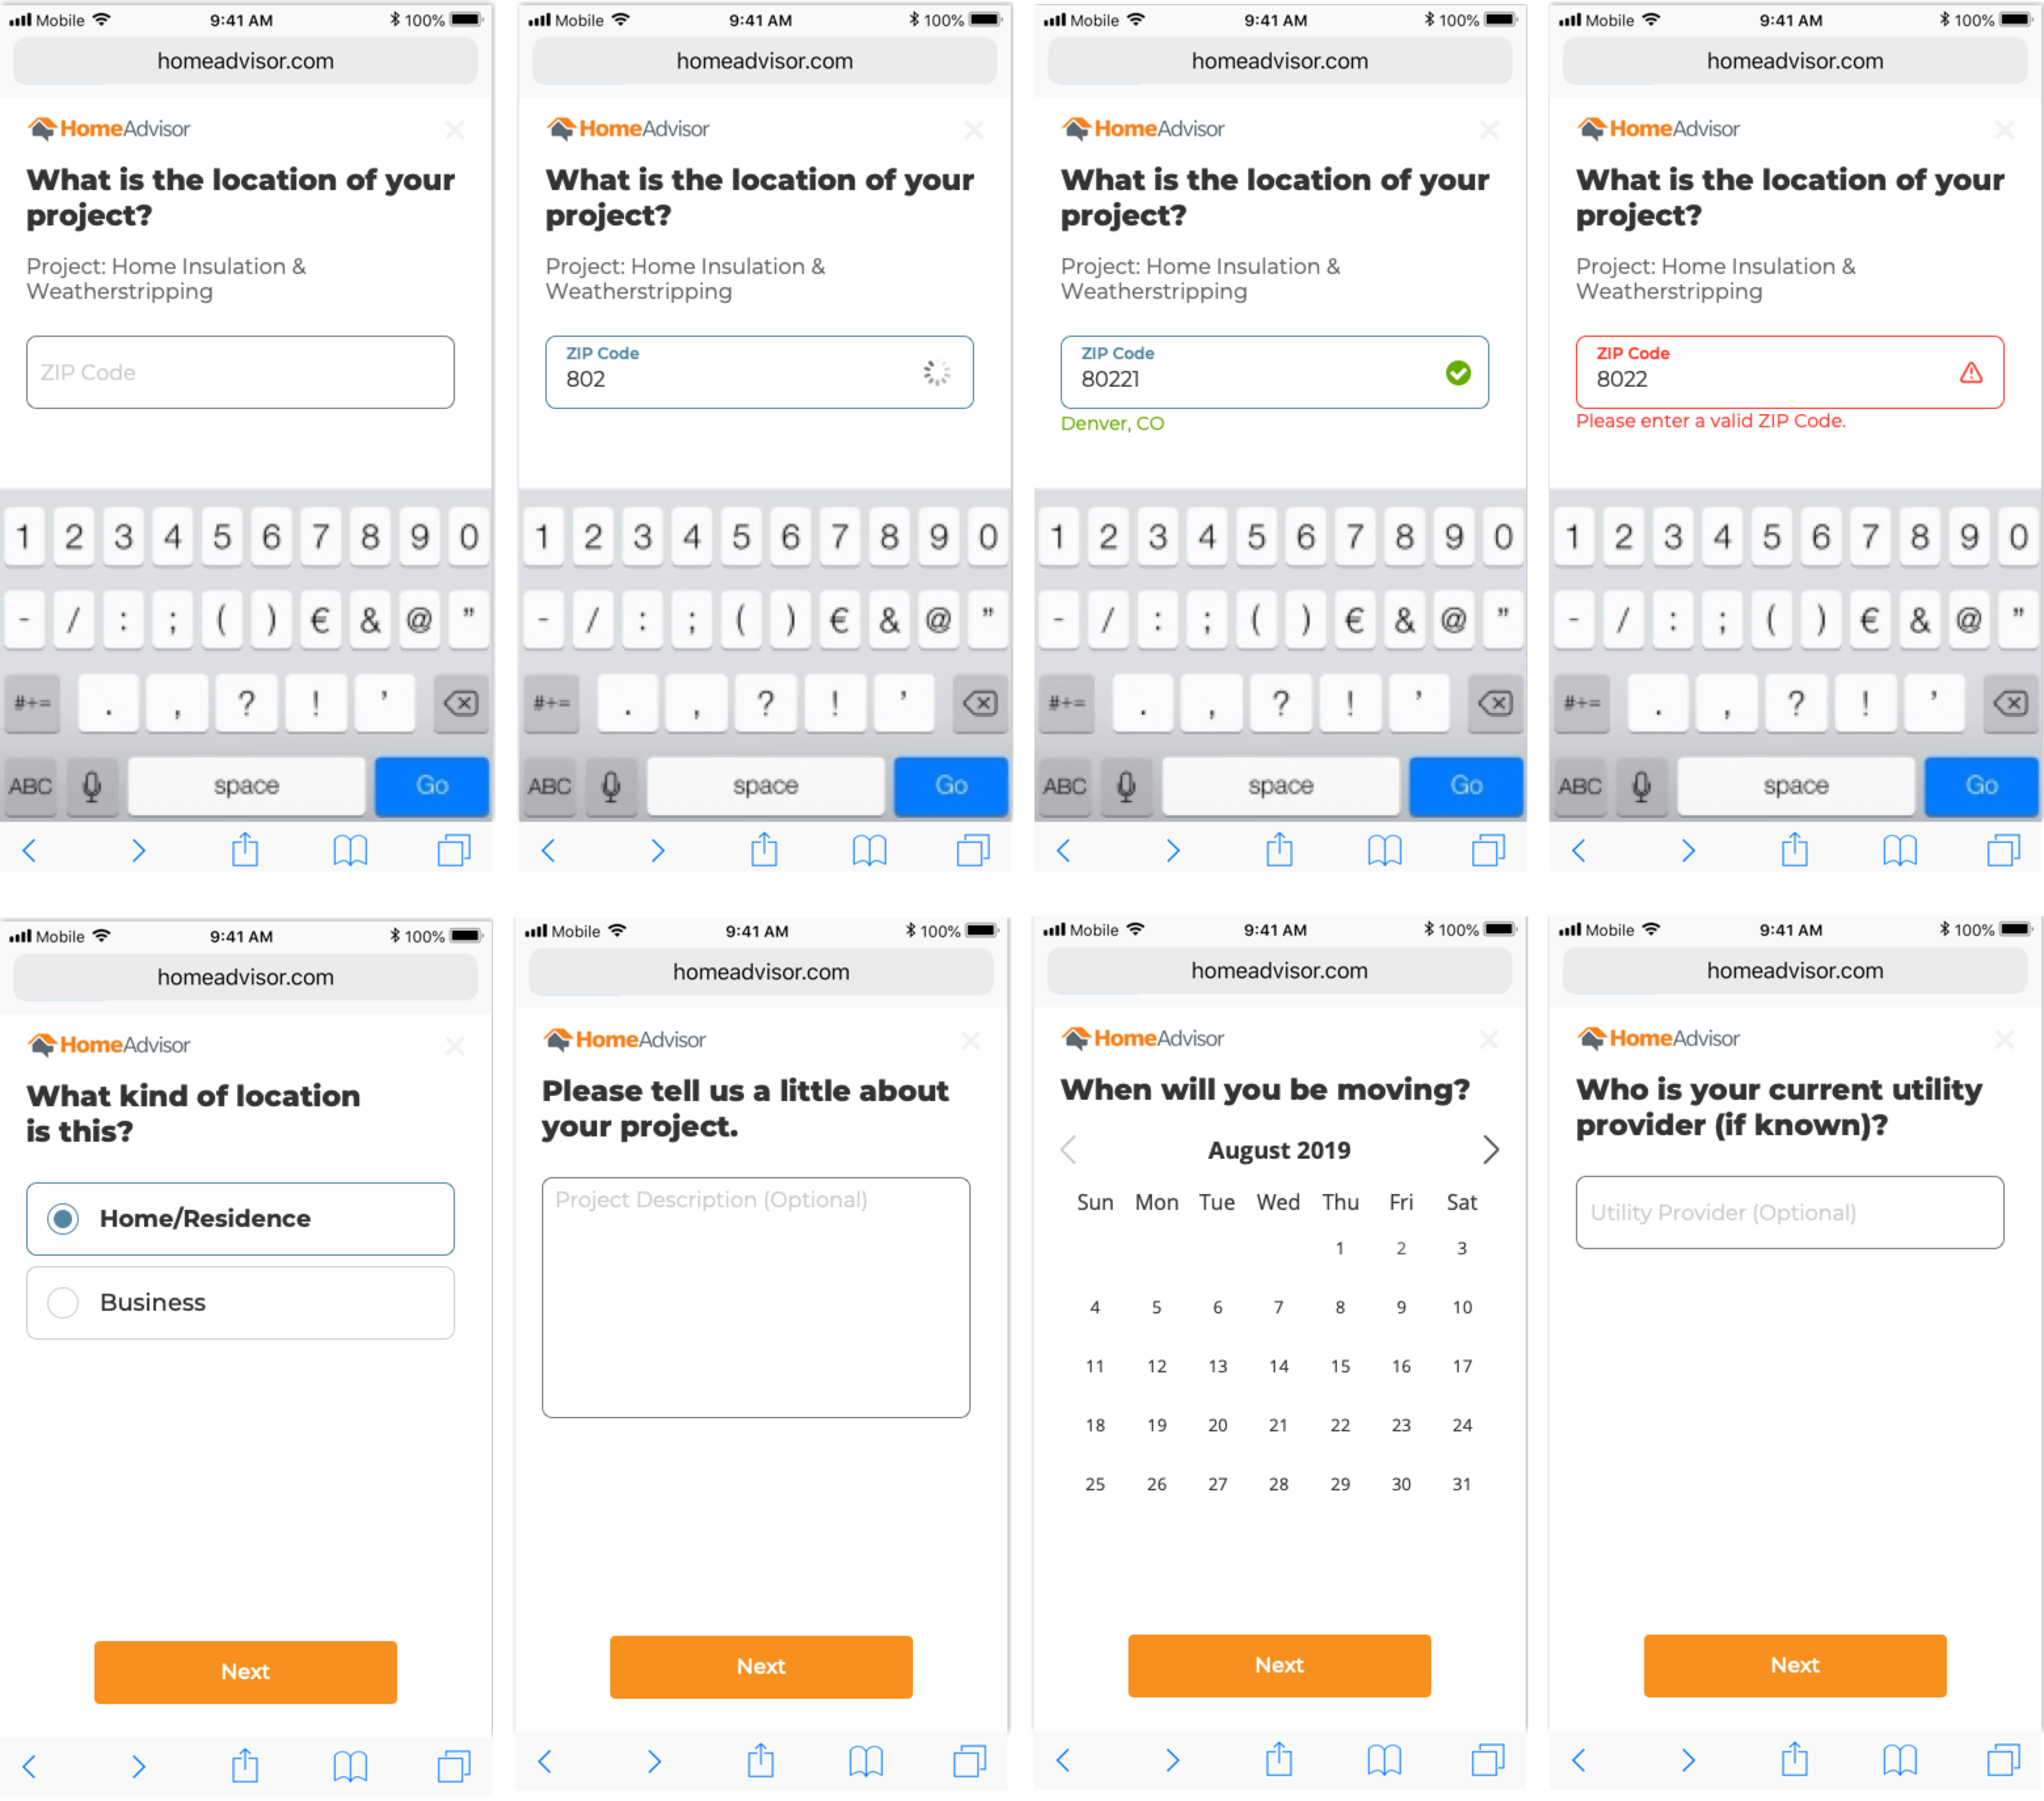 Mobile 9:41 AM 100%
homeadvisor.com
HomeAdvisor
What is the location of your
project?
Project: Home Insulation &
Weatherstripping
ZIP Code
1 2 3 4 5 6 7 8 9 0
- / : ; ( ) € & @ "
#+= . , ? ! ’
ABC space Go
Mobile 9:41 AM 100%
homeadvisor.com
HomeAdvisor
What is the location of your
project?
Project: Home Insulation &
Weatherstripping
ZIP Code
802
1 2 3 4 5 6 7 8 9 0
- / : ; ( ) € & @ "
#+= . , ? ! ’
ABC space Go
Mobile 9:41 AM 100%
homeadvisor.com
HomeAdvisor
What is the location of your
project?
Project: Home Insulation &
Weatherstripping
ZIP Code
80221
Denver, CO
1 2 3 4 5 6 7 8 9 0
- / : ; ( ) € & @ "
#+= . , ? ! ’
ABC space Go
Mobile 9:41 AM 100%
homeadvisor.com
HomeAdvisor
What is the location of your
project?
Project: Home Insulation &
Weatherstripping
ZIP Code
8022
Please enter a valid ZIP Code.
1 2 3 4 5 6 7 8 9 0
- / : ; ( ) € & @ "
#+= . , ? ! ’
ABC space Go
Mobile 9:41 AM 100%
homeadvisor.com
HomeAdvisor
What kind of location
is this?
Home/Residence
Business
Next
Mobile 9:41 AM 100%
homeadvisor.com
HomeAdvisor
Please tell us a little about
your project.
Project Description (Optional)
Next
Mobile 9:41 AM 100%
homeadvisor.com
HomeAdvisor
When will you be moving?
August 2019
Sun Mon Tue Wed Thu Fri Sat
1 2 3
4 5 6 7 8 9 10
11 12 13 14 15 16 17
18 19 20 21 22 23 24
25 26 27 28 29 30 31
Next
Mobile 9:41 AM 100%
homeadvisor.com
HomeAdvisor
Who is your current utility
provider (if known)?
Utility Provider (Optional)
Next